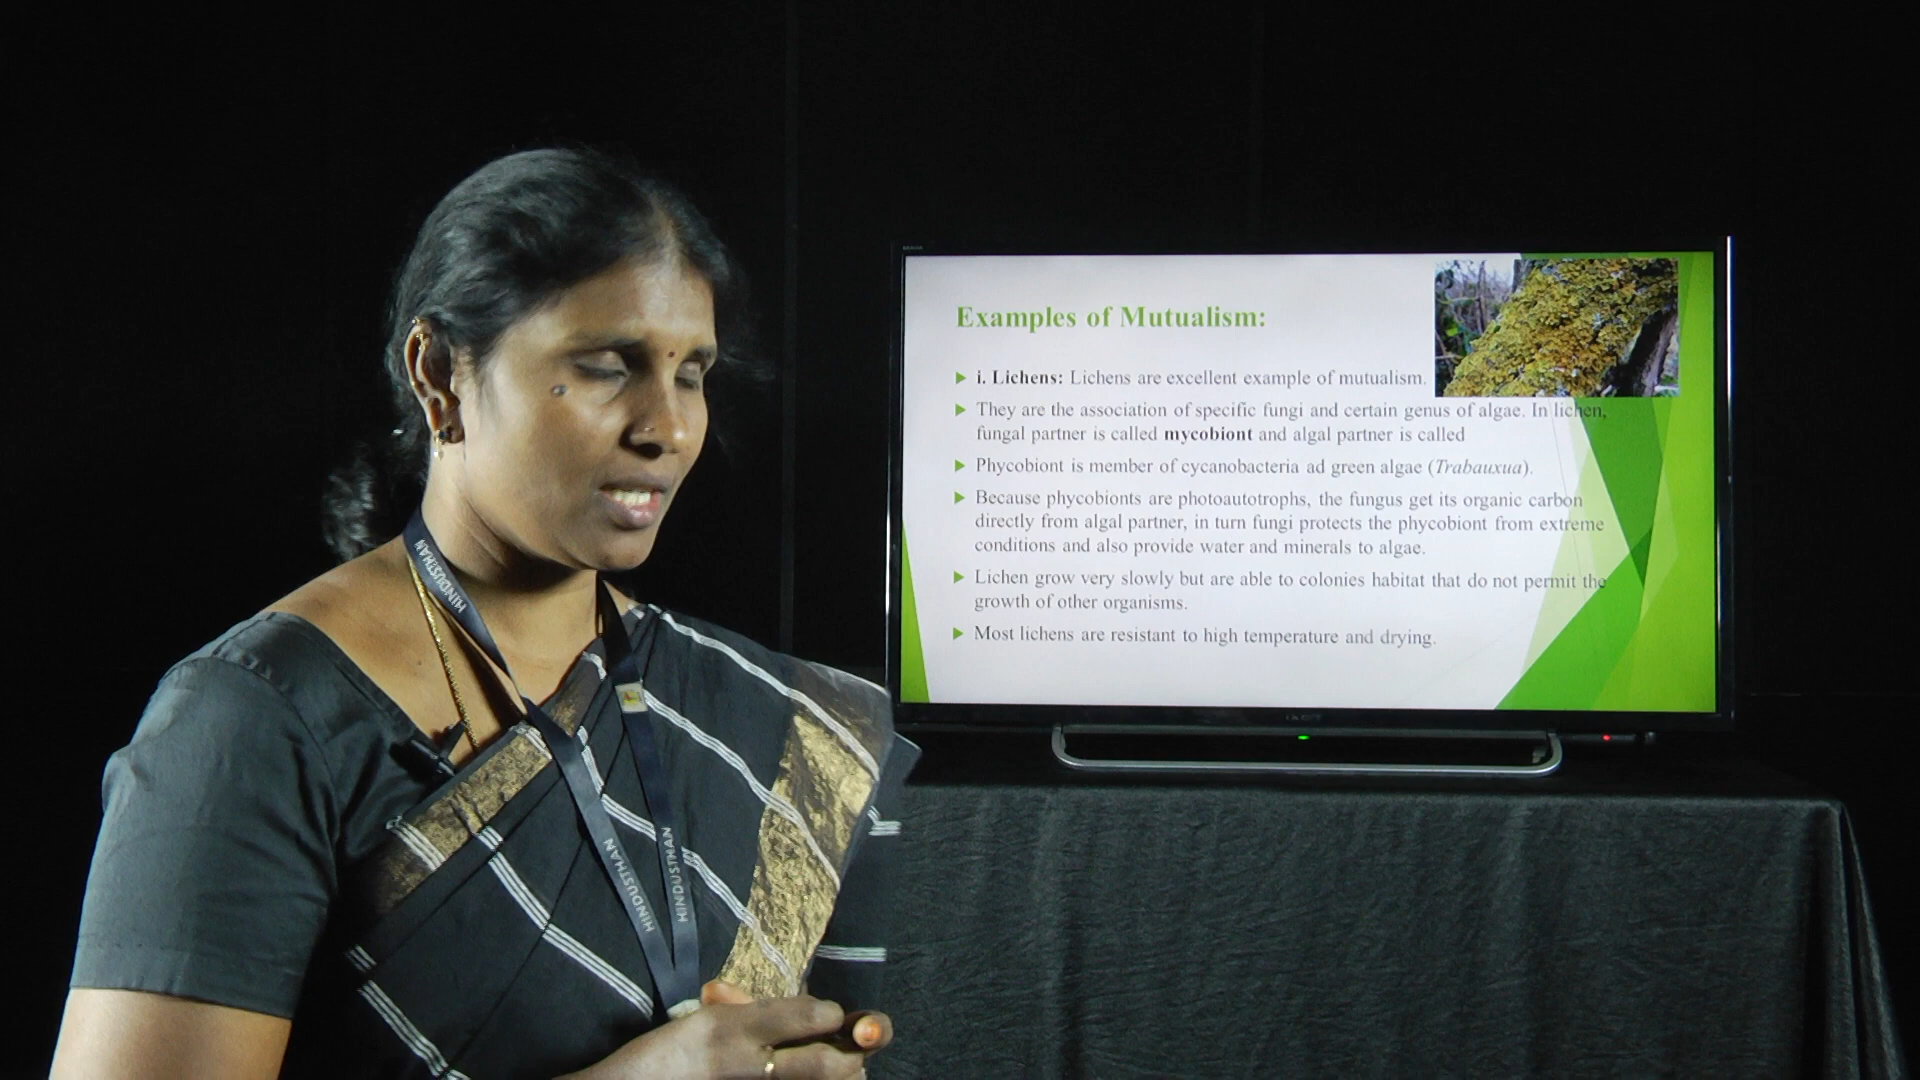 Examples of Mutualism:
i. Lichens: Lichens are excellent example of mutualism.
They are the association of specific fungi and certain genus of algae. In lichen,
fungal partner is called mycobiont and algal partner is called
Phycobiont is member of cycanobacteria ad green algae (Trabauxua).
Because phycobionts are photoautotrophs, the fungus get its organic carbon
directly from algal partner, in turn fungi protects the phycobiont from extreme
conditions and also provide water and minerals to algae.
Lichen grow very slowly but are able to colonies habitat that do not permit the
growth of other organisms.
Most lichens are resistant to high temperature and drying.
HINDUSTHAN
HINDUSTHAN
HINDUSTHAN